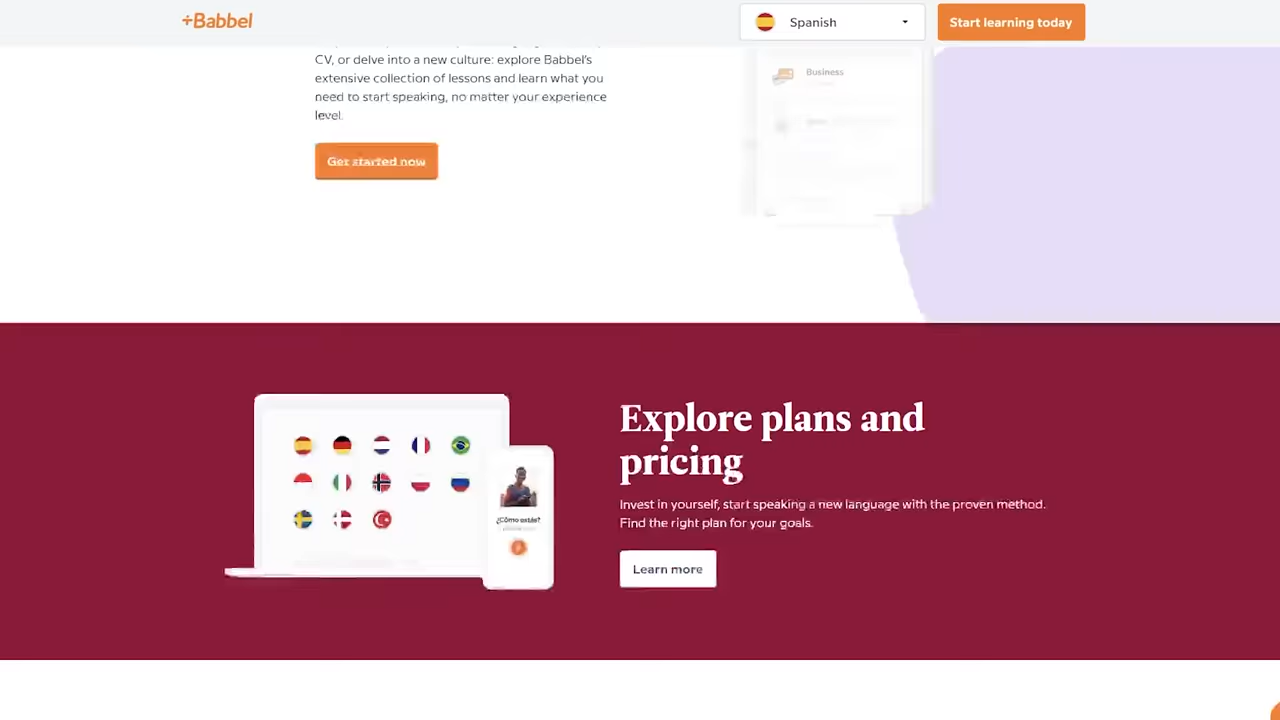 +Babbel
Spanish
Start learning today
CV, or delve into a new culture: explore Babbel's
extensive collection of lessons and learn what you
need to start speaking, no matter your experience
level.
Get started now
Business
Explore plans and
pricing
Invest in yourself, start speaking a new language with the proven method.
Find the right plan for your goals.
Learn more
¿Cómo estás?